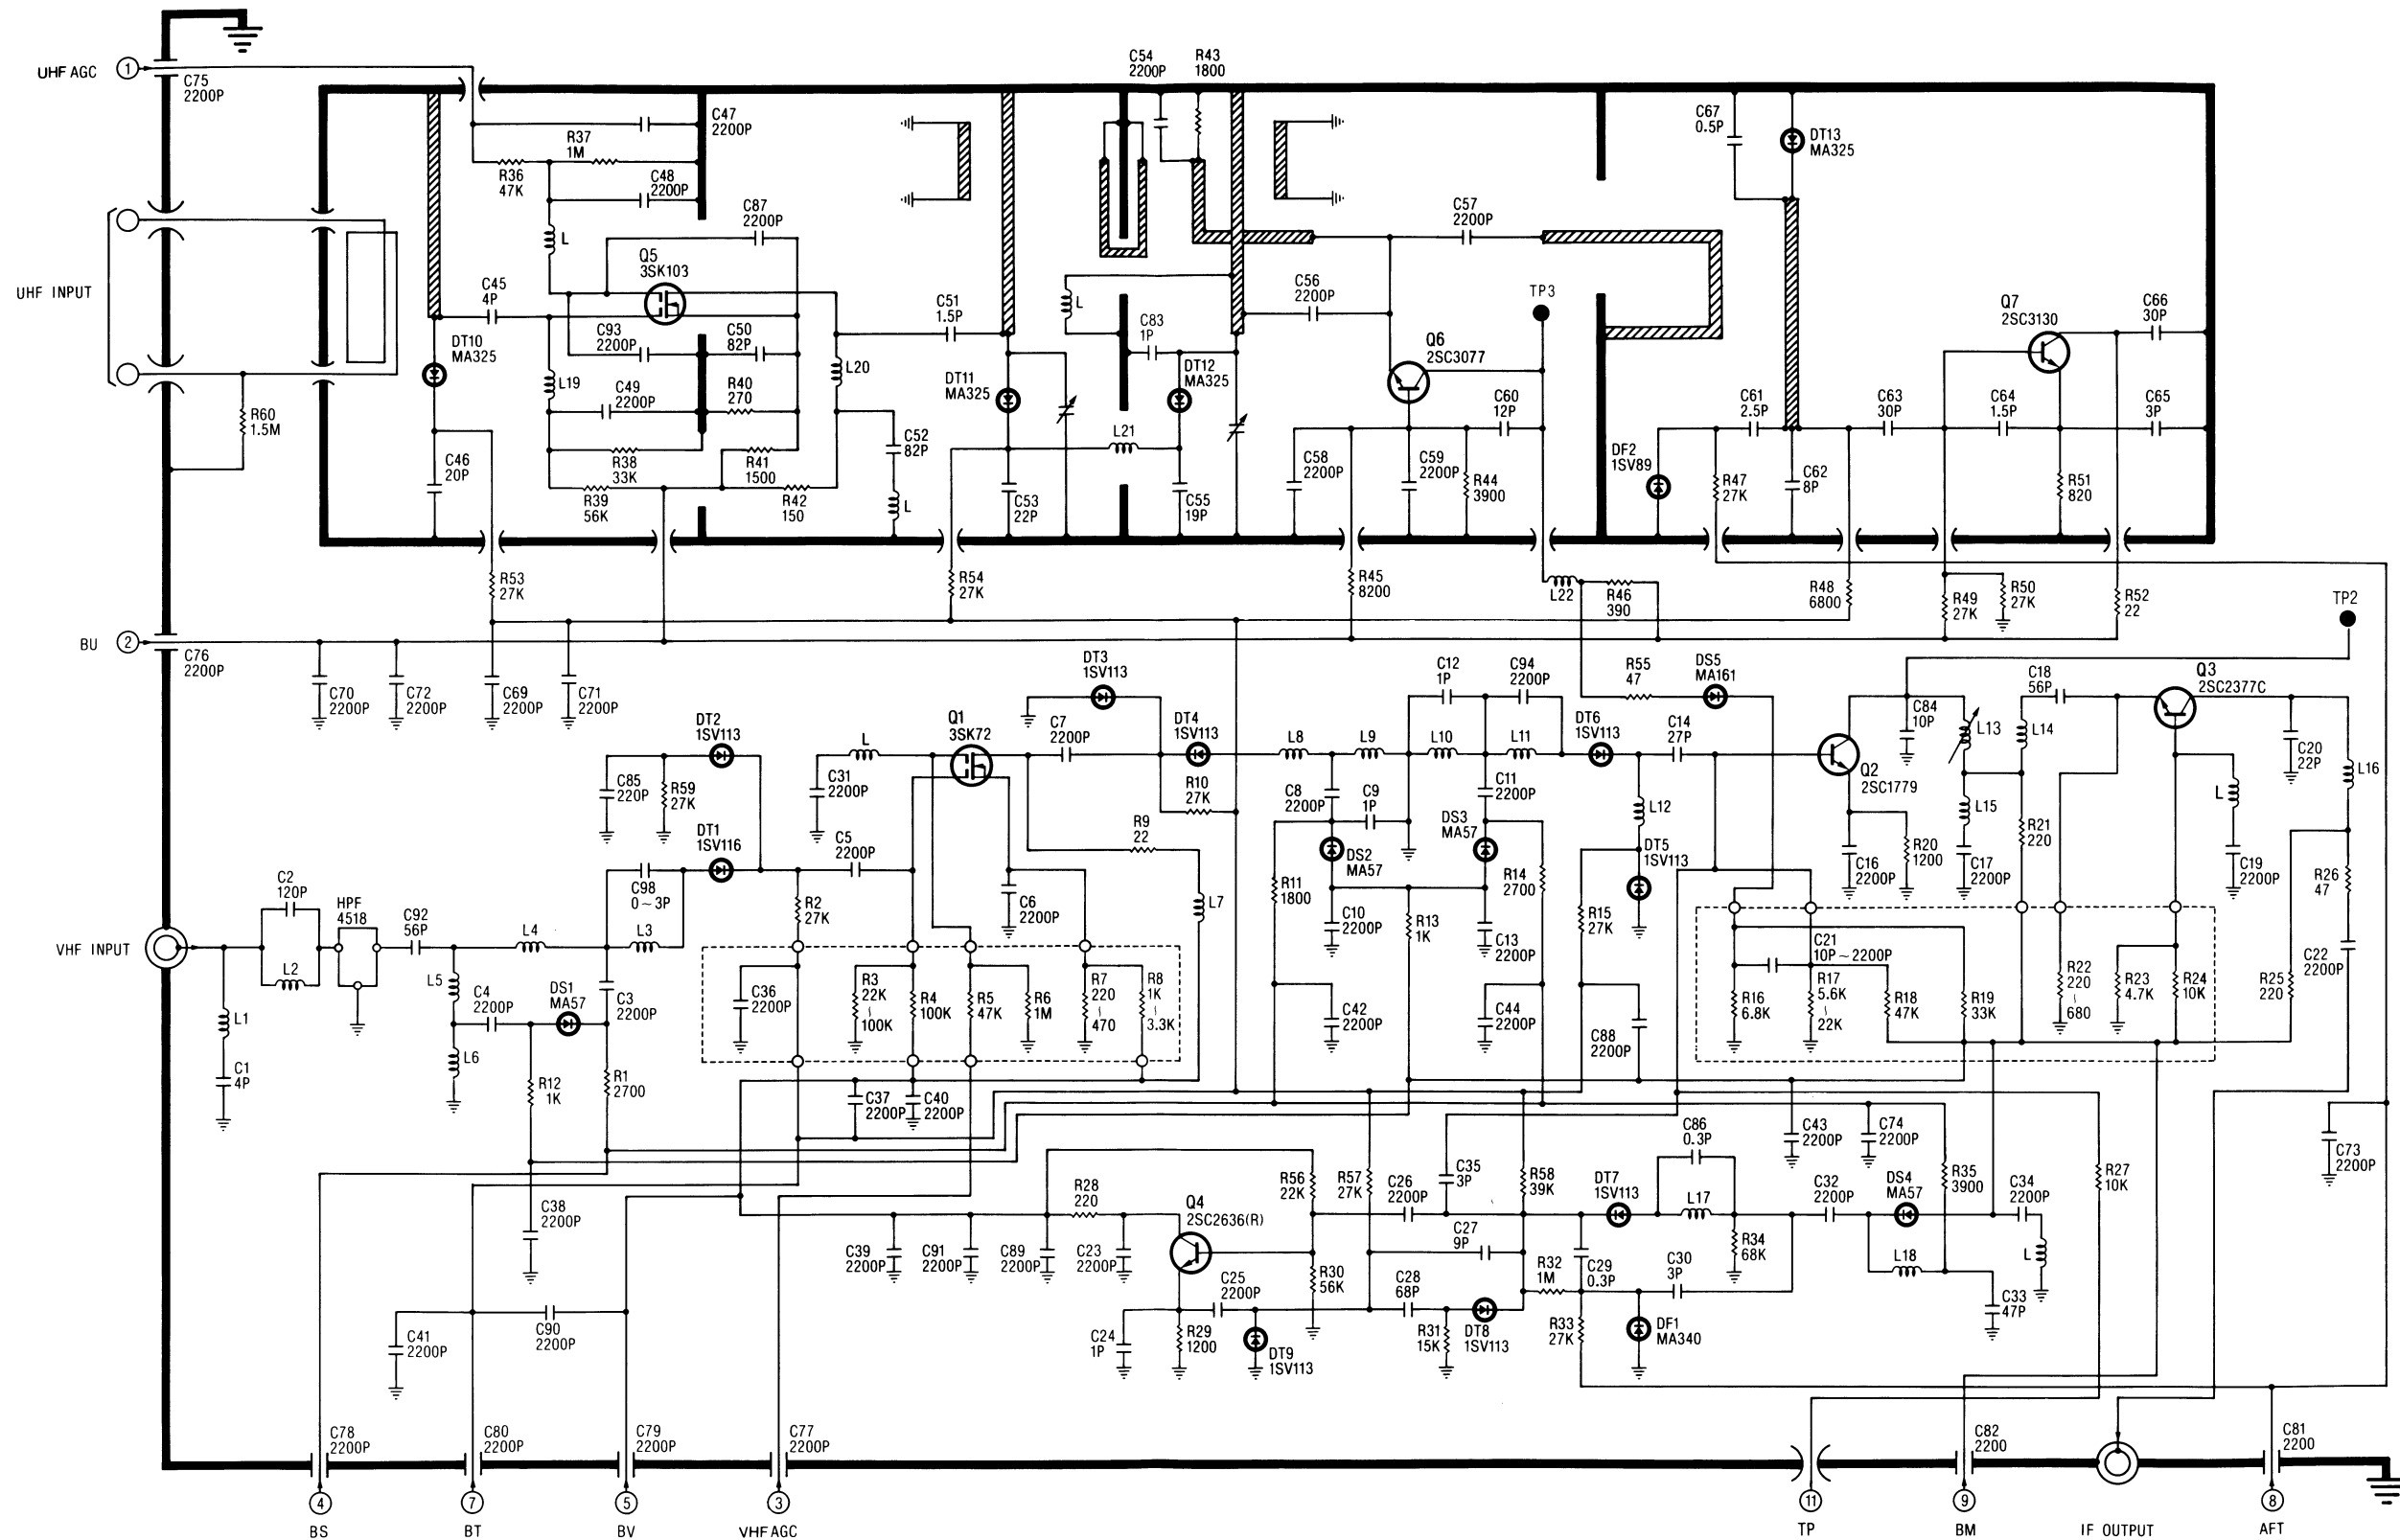 UHF AGC
1
C75
2200P
C54
2200P
R43
1800
C47
2200P
R37
1M
R36
47K
C48
2200P
C87
2200P
L
Q5
3SK103
C67
0.5P
DT13
MA325
C57
2200P
UHF INPUT
C45
4P
C51
1.5P
L
C83
1P
C56
2200P
TP3
Q7
2SC3130
C66
30P
DT10
MA325
C93
2200P
C50
82P
Q6
2SC3077
L19
C49
2200P
R40
270
L20
DT11
MA325
DT12
MA325
R60
1.5M
C46
20P
R38
33K
R41
1500
R39
56K
R42
150
C52
82P
L
L21
C53
22P
C55
19P
C58
2200P
C59
2200P
R44
3900
C60
12P
DF2
1SV89
C61
2.5P
R47
27K
C62
8P
C63
30P
C64
1.5P
C65
3P
R51
820
R53
27K
R54
27K
R45
8200
L22
R46
390
R48
6800
R49
27K
R50
27K
R52
22
TP2
BU
2
C76
2200P
C70
2200P
C72
2200P
C69
2200P
C71
2200P
DT3
1SV113
C12
1P
C94
2200P
R55
47
DS5
MA161
C18
56P
Q3
2SC2377C
DT2
1SV113
Q1
3SK72
L
C7
2200P
DT4
1SV113
L8
L9
L10
L11
DT6
1SV113
C14
27P
C84
10P
L13
L14
C20
22P
L16
C85
220P
R59
27K
C31
2200P
R10
27K
C8
2200P
C9
1P
C11
2200P
DS3
MA57
L12
Q2
2SC1779
L15
L
DT1
1SV116
C5
2200P
R9
22
DS2
MA57
R14
2700
DT5
1SV113
C16
2200P
R20
1200
C17
2200P
R21
220
C19
2200P
R26
47
C2
120P
HPF
4518
C92
56P
C98
0~3P
R2
27K
C6
2200P
L7
R11
1800
C10
2200P
R13
1K
C13
2200P
R15
27K
VHF INPUT
L2
L4
L3
L5
C4
2200P
DS1
MA57
C3
2200P
L1
L6
C36
2200P
R3
22K
~
100K
R4
100K
R5
47K
R6
1M
R7
220
~
470
R8
1K
~
3.3K
C42
2200P
C44
2200P
C88
2200P
C21
10P~2200P
R16
6.8K
R17
5.6K
~
22K
R18
47K
R19
33K
R22
220
~
680
R23
4.7K
R24
10K
R25
220
C22
2200P
C1
4P
R12
1K
R1
2700
C37
2200P
C40
2200P
C43
2200P
C74
2200P
C73
2200P
C86
0.3P
C38
2200P
R28
220
Q4
2SC2636(R)
R56
22K
R57
27K
C26
2200P
C35
3P
R58
39K
DT7
1SV113
L17
C32
2200P
DS4
MA57
R35
3900
C34
2200P
R27
10K
C39
2200P
C91
2200P
C89
2200P
C23
2200P
C27
9P
R34
68K
L18
L
C25
2200P
R30
56K
C28
68P
R32
1M
C29
0.3P
C30
3P
C33
47P
C41
2200P
C90
2200P
C24
1P
R29
1200
DT9
1SV113
R31
15K
DT8
1SV113
R33
27K
DF1
MA340
C78
2200P
C80
2200P
C79
2200P
C77
2200P
C82
2200
C81
2200
4
7
5
3
11
9
8
BS
BT
BV
VHF AGC
TP
BM
IF OUTPUT
AFT